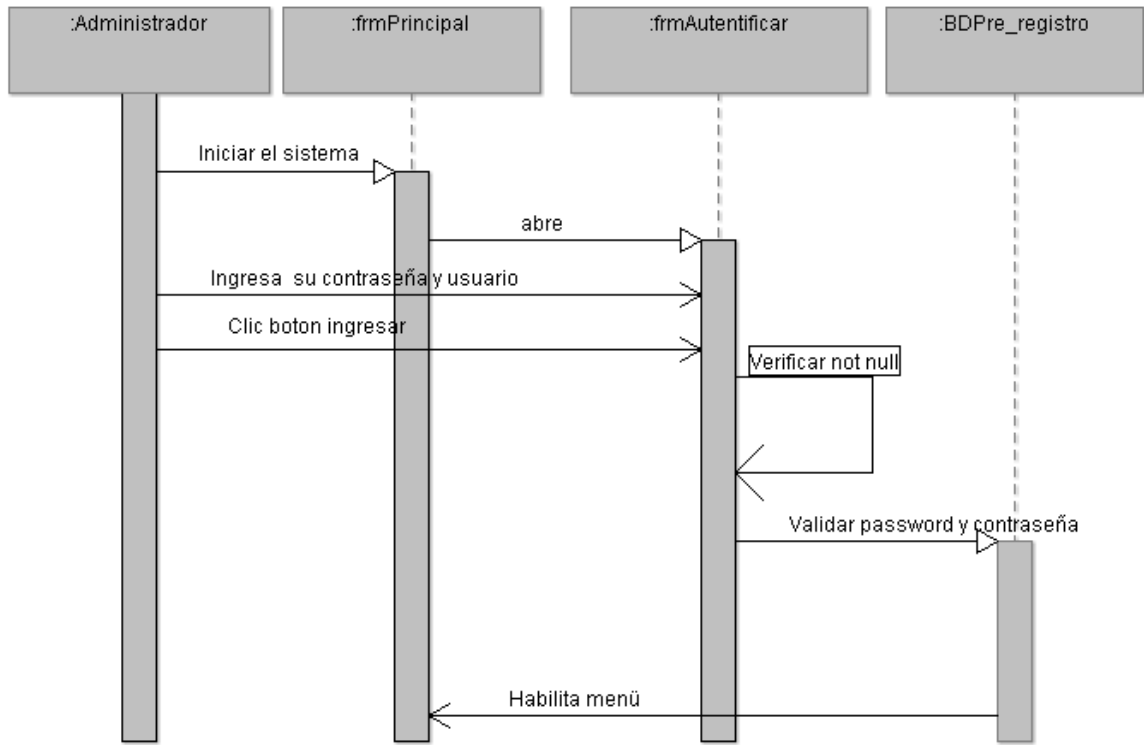 :Administrador
:frmPrincipal
:frmAutentificar
:BDPre_registro
Iniciar el sistema
abre
Ingresa su contraseña y usuario
Clic boton ingresar
Verificar not null
Validar password y contraseña
Habilita menü